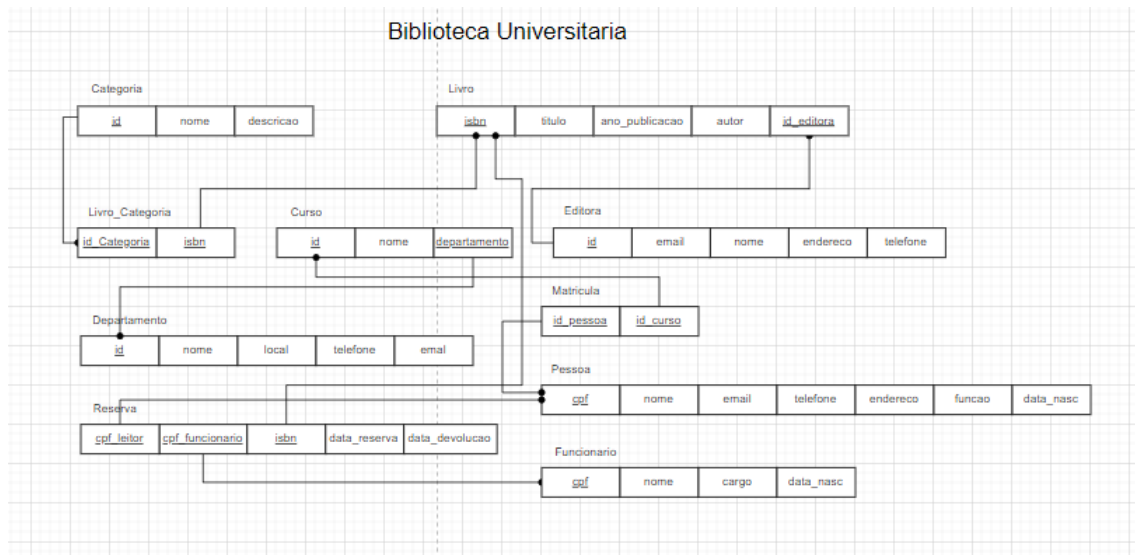 Biblioteca Universitaria
Categoria
id nome descricao
Livro
isbn titulo ano_publicacao autor id_editora
Livro_Categoria
id_Categoria isbn
Curso
id nome departamento
Editora
id email nome endereco telefone
Matricula
id_pessoa id_curso
Departamento
id nome local telefone emal
Pessoa
cpf nome email telefone endereco funcao data_nasc
Reserva
cpf_leitor cpf_funcionario isbn data_reserva data_devolucao
Funcionario
cpf nome cargo data_nasc